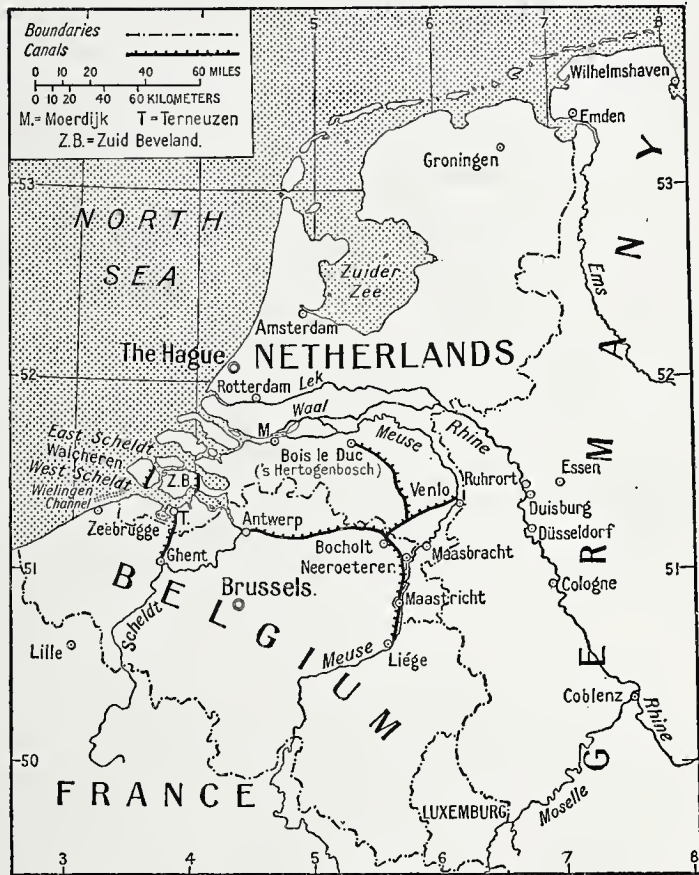 Boundaries
Canals
0 10 20 40 60 MILES
0 10 20 40 60 KILOMETERS
M.=Moerdijk T=Terneuzen
Z.B.=Zuid Beveland.
5
6
7
8
Wilhelmshaven
Emden
Groningen
53
53
NORTH
SEA
Zuider
Zee
Ems
Amsterdam
The Hague
NETHERLANDS
52
52
Rotterdam
Lek
Waal
M.
Meuse
Rhine
East Scheldt
Walcheren
West Scheldt
Z.B.
Wielingen
Channel
Bois le Duc
('s Hertogenbosch)
Venlo
Ruhrort
Essen
Duisburg
Düsseldorf
Zeebrugge
T.
Antwerp
Ghent
Bocholt
Neeroeteren
Maasbracht
51
51
Cologne
Brussels.
Maastricht
BELGIUM
Scheldt
Lille
Meuse
Liége
GERMANY
Coblenz
Rhine
50
FRANCE
LUXEMBURG
Moselle
3
4
5
6
7
8